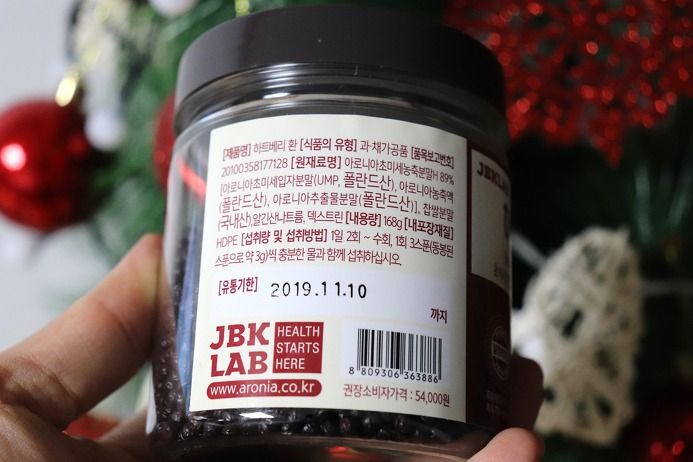 [제품명] 하트베리 환 [식품의 유형] 과·채가공품 [품목보고번호]
20100358177128 [원재료명] 아로니아초미세농축분말H 89%
[아로니아초미세입자분말(UMP, 폴란드산), 아로니아농축액
(폴란드산), 아로니아추출물분말(폴란드산)], 찹쌀분말
(국내산),알긴산나트륨, 덱스트린 [내용량] 168g [내포장재질]
HDPE [섭취량 및 섭취방법] 1일 2회 ~ 수회, 1회 3스푼(동봉된
스푼으로 약 3g)씩 충분한 물과 함께 섭취하십시오.
[유통기한] 2019.11.10
까지
JBK
LAB
HEALTH
STARTS
HERE
www.aronia.co.kr
8 809306 363886
권장소비자가격 : 54,000원
JBKL